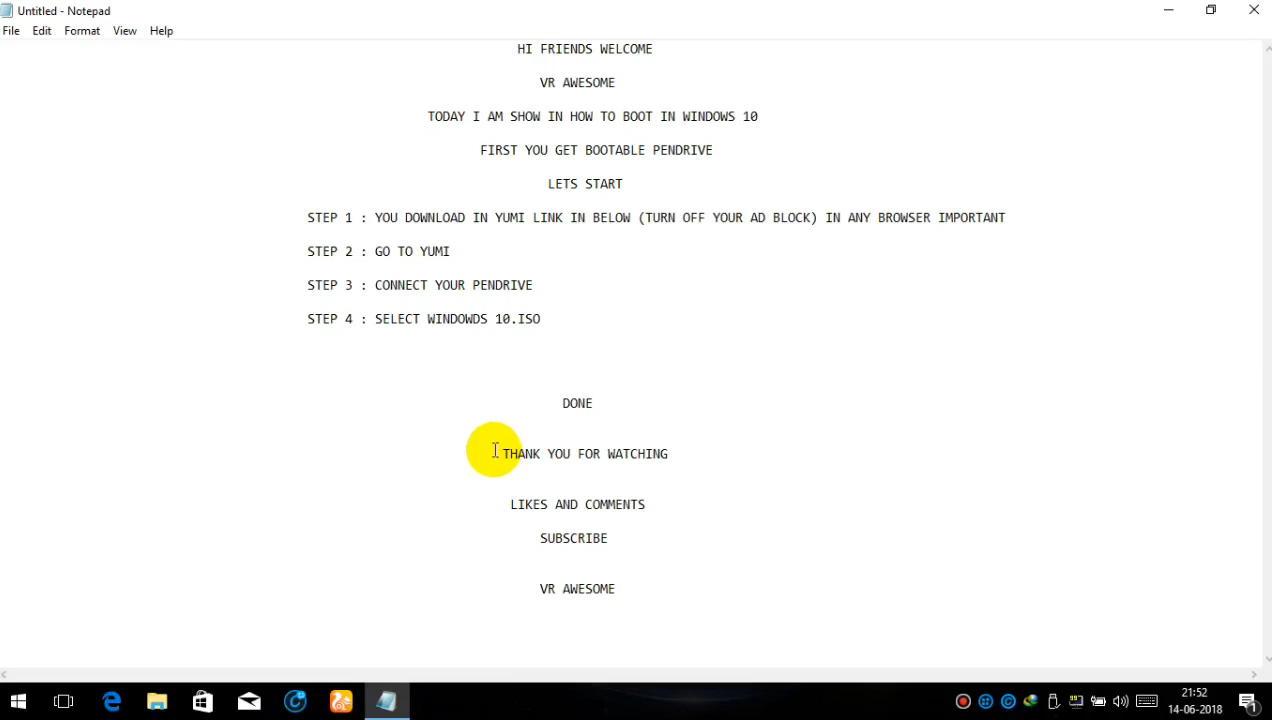 Untitled - Notepad
File Edit Format View Help
HI FRIENDS WELCOME
VR AWESOME
TODAY I AM SHOW IN HOW TO BOOT IN WINDOWS 10
FIRST YOU GET BOOTABLE PENDRIVE
LETS START
STEP 1 : YOU DOWNLOAD IN YUMI LINK IN BELOW (TURN OFF YOUR AD BLOCK) IN ANY BROWSER IMPORTANT
STEP 2 : GO TO YUMI
STEP 3 : CONNECT YOUR PENDRIVE
STEP 4 : SELECT WINDOWDS 10.ISO
DONE
THANK YOU FOR WATCHING
LIKES AND COMMENTS
SUBSCRIBE
VR AWESOME
21:52
14-06-2018
1